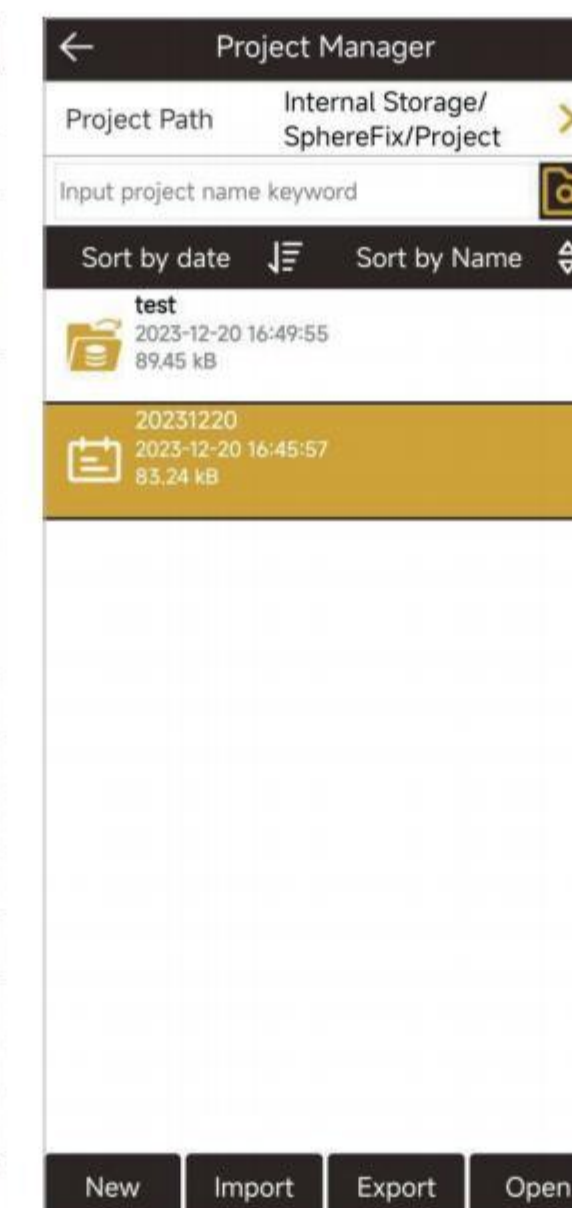 Project Manager
Project Path
Internal Storage/
SphereFix/Project
Input project name keyword
Sort by date Sort by Name
test
2023-12-20 16:49:55
89.45 kB
20231220
2023-12-20 16:45:57
83.24 kB
New Import Export Open